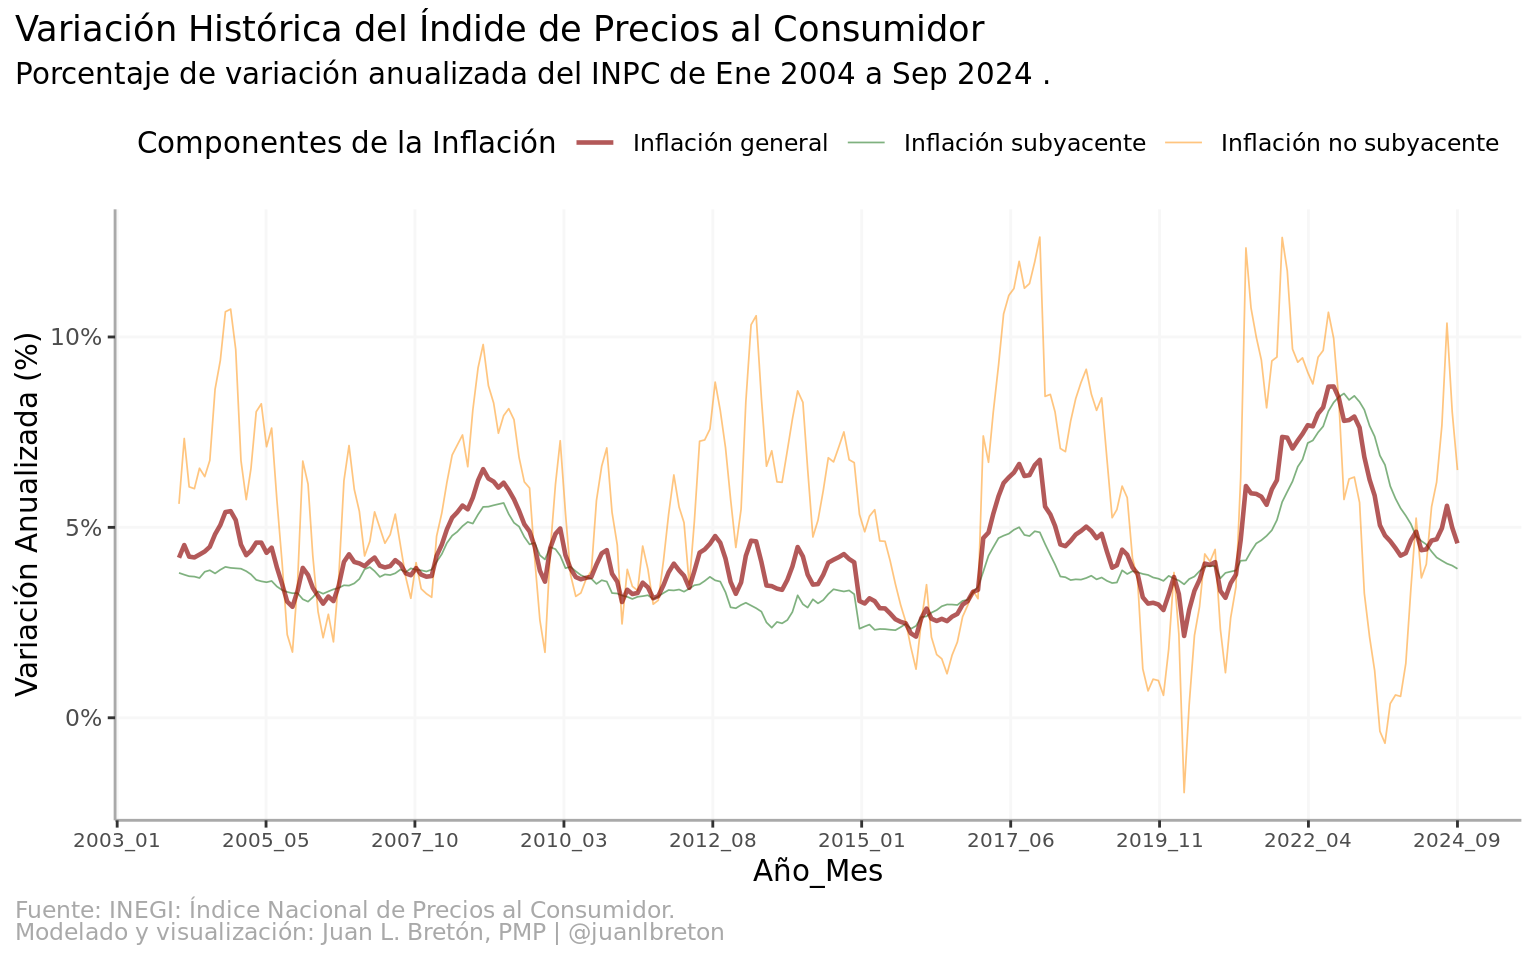 Variación Histórica del Índide de Precios al Consumidor
Porcentaje de variación anualizada del INPC de Ene 2004 a Sep 2024 .
Componentes de la Inflación Inflación general Inflación subyacente Inflación no subyacente
Variación Anualizada (%)
10%
5%
0%
2003_01 2005_05 2007_10 2010_03 2012_08 2015_01 2017_06 2019_11 2022_04 2024_09
Año_Mes
Fuente: INEGI: Índice Nacional de Precios al Consumidor.
Modelado y visualización: Juan L. Bretón, PMP | @juanlbreton